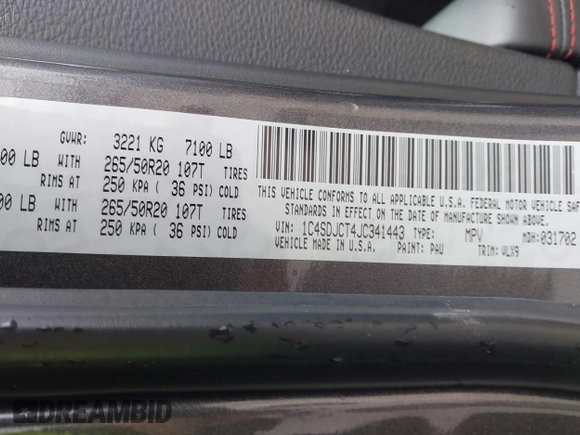 GVWR: 3221 KG 7100 LB
00 LB WITH 265/50R20 107T TIRES
RIMS AT 250 KPA ( 36 PSI) COLD
00 LB WITH 265/50R20 107T TIRES
RIMS AT 250 KPA ( 36 PSI) COLD
THIS VEHICLE CONFORMS TO ALL APPLICABLE U.S.A. FEDERAL MOTOR VEHICLE SAF
STANDARDS IN EFFECT ON THE DATE OF MANUFACTURE SHOWN ABOVE.
VIN: 1C4SDJCT4JC341443 TYPE: MPV MDH: 031702
VEHICLE MADE IN U.S.A. PAINT: PAU TRIM: VLX9
DREAMBID